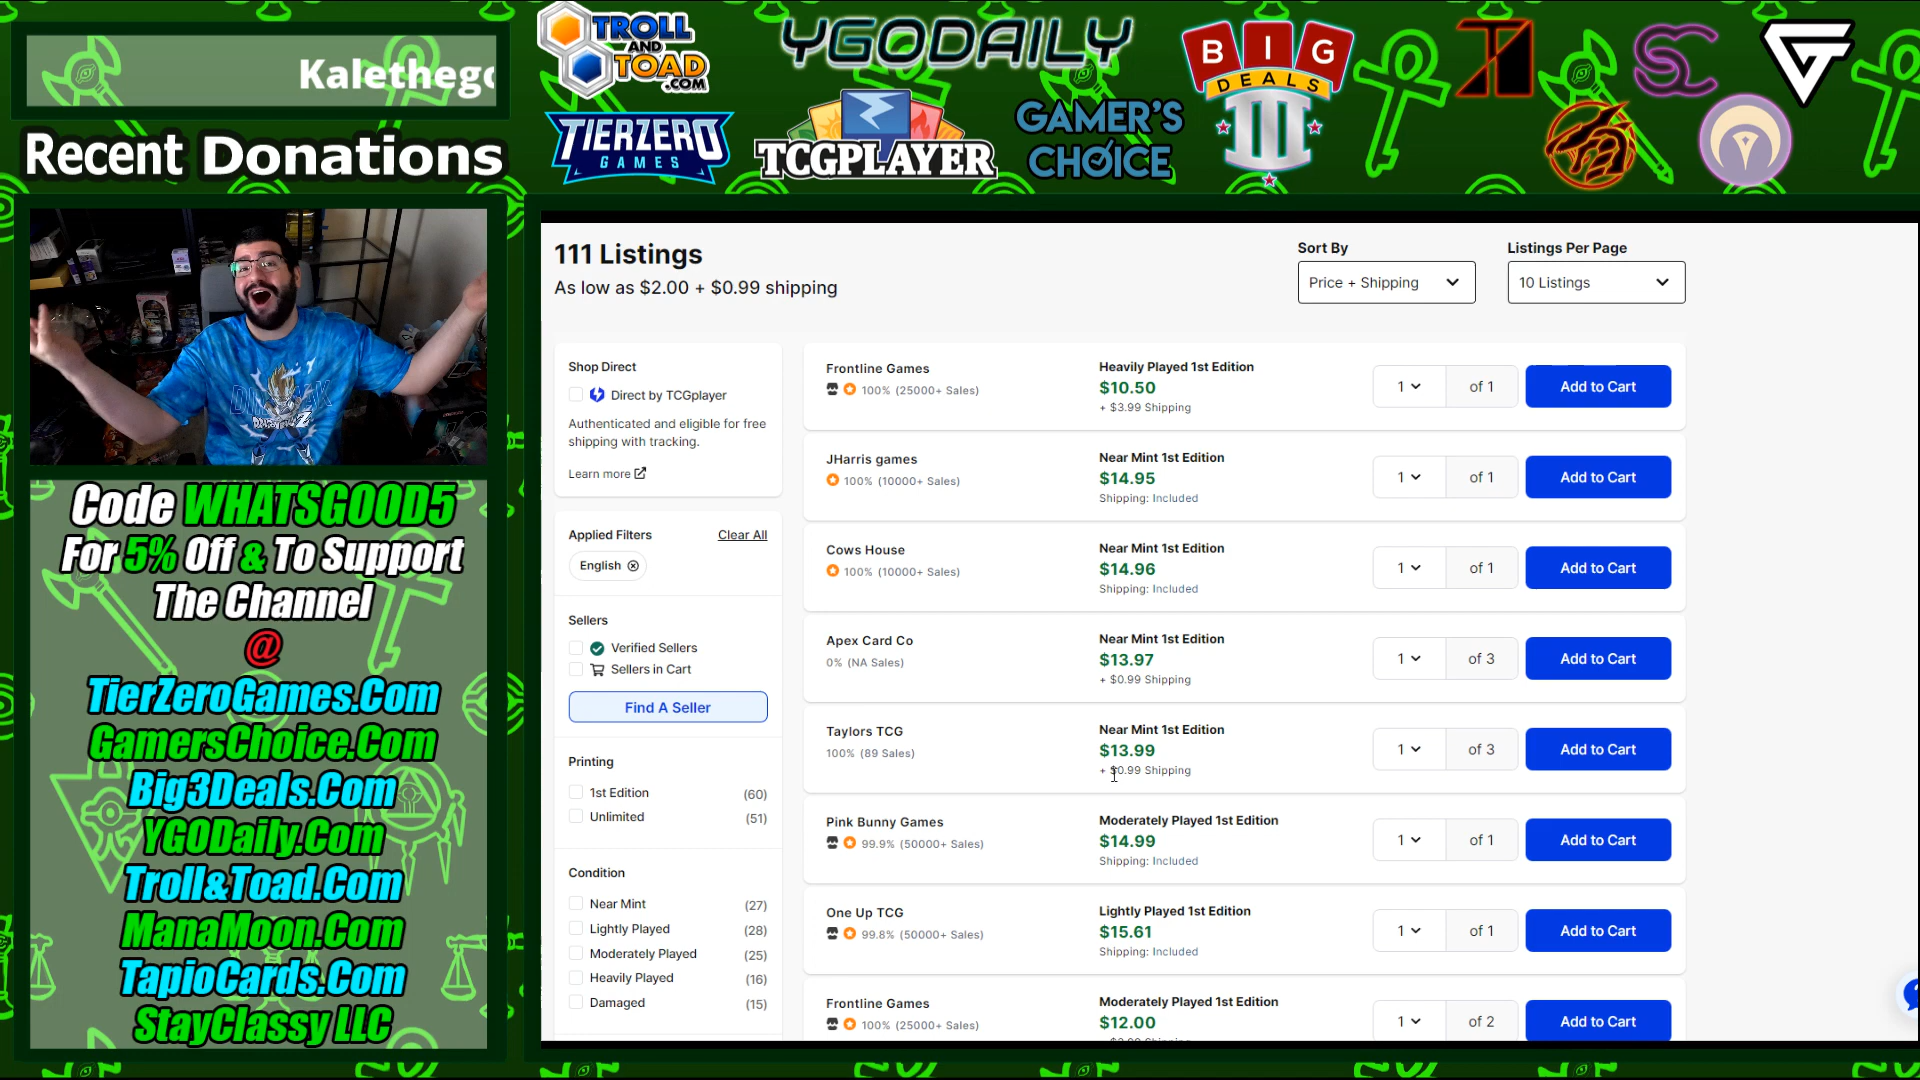 Kalethego
Recent Donations
TROLL
AND
TOAD
.COM
YGODAILY
BIG
DEALS
III
TIERZERO
GAMES
TCGPLAYER
GAMER'S
CHOICE
111 Listings
As low as $2.00 + $0.99 shipping
Sort By
Price + Shipping
Listings Per Page
10 Listings
Shop Direct
Direct by TCGplayer
Authenticated and eligible for free
shipping with tracking.
Learn more
Applied Filters
Clear All
English
Sellers
Verified Sellers
Sellers in Cart
Find A Seller
Printing
1st Edition (60)
Unlimited (51)
Condition
Near Mint (27)
Lightly Played (28)
Moderately Played (25)
Heavily Played (16)
Damaged (15)
Frontline Games
100% (25000+ Sales)
Heavily Played 1st Edition
$10.50
+ $3.99 Shipping
1 of 1 Add to Cart
JHarris games
100% (10000+ Sales)
Near Mint 1st Edition
$14.95
Shipping: Included
1 of 1 Add to Cart
Cows House
100% (10000+ Sales)
Near Mint 1st Edition
$14.96
Shipping: Included
1 of 1 Add to Cart
Apex Card Co
0% (NA Sales)
Near Mint 1st Edition
$13.97
+ $0.99 Shipping
1 of 3 Add to Cart
Taylors TCG
100% (89 Sales)
Near Mint 1st Edition
$13.99
+ $0.99 Shipping
1 of 3 Add to Cart
Pink Bunny Games
99.9% (50000+ Sales)
Moderately Played 1st Edition
$14.99
Shipping: Included
1 of 1 Add to Cart
One Up TCG
99.8% (50000+ Sales)
Lightly Played 1st Edition
$15.61
Shipping: Included
1 of 1 Add to Cart
Frontline Games
100% (25000+ Sales)
Moderately Played 1st Edition
$12.00
1 of 2 Add to Cart
Code WHATSGOOD5
For 5% Off & To Support
The Channel
@
TierZeroGames.Com
GamersChoice.Com
Big3Deals.Com
YGODaily.Com
Troll&Toad.Com
ManaMoon.Com
TapioCards.Com
StayClassy LLC